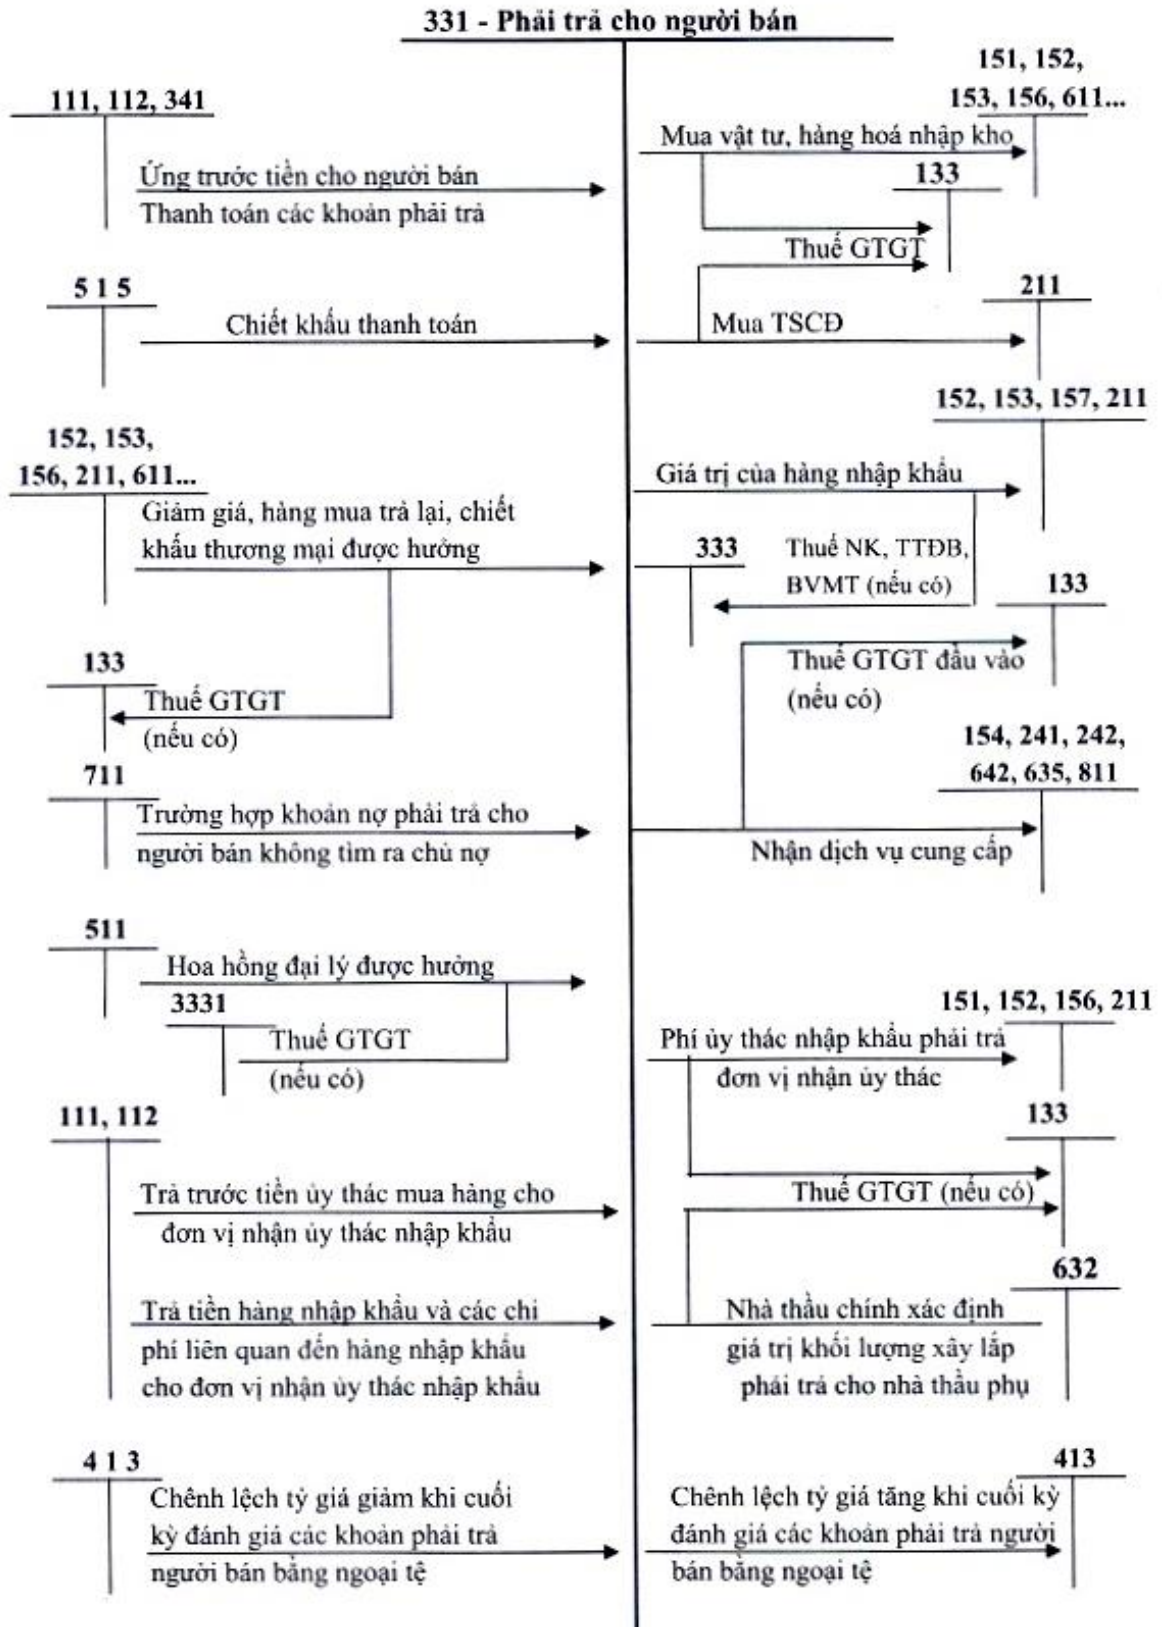 331 - Phải trả cho người bán
111, 112, 341
Ứng trước tiền cho người bán
Thanh toán các khoản phải trả
5 1 5
Chiết khấu thanh toán
152, 153,
156, 211, 611...
Giảm giá, hàng mua trả lại, chiết
khấu thương mại được hưởng
133
Thuế GTGT
(nếu có)
711
Trường hợp khoản nợ phải trả cho
người bán không tìm ra chủ nợ
511
Hoa hồng đại lý được hưởng
3331
Thuế GTGT
(nếu có)
111, 112
Trả trước tiền ủy thác mua hàng cho
đơn vị nhận ủy thác nhập khẩu
Trả tiền hàng nhập khẩu và các chi
phí liên quan đến hàng nhập khẩu
cho đơn vị nhận ủy thác nhập khẩu
4 1 3
Chênh lệch tỷ giá giảm khi cuối
kỳ đánh giá các khoản phải trả
người bán bằng ngoại tệ
151, 152,
153, 156, 611...
Mua vật tư, hàng hoá nhập kho
133
Thuế GTGT
211
Mua TSCĐ
152, 153, 157, 211
Giá trị của hàng nhập khẩu
333
Thuế NK, TTĐB,
BVMT (nếu có)
133
Thuế GTGT đầu vào
(nếu có)
154, 241, 242,
642, 635, 811
Nhận dịch vụ cung cấp
151, 152, 156, 211
Phí ủy thác nhập khẩu phải trả
đơn vị nhận ủy thác
133
Thuế GTGT (nếu có)
632
Nhà thầu chính xác định
giá trị khối lượng xây lắp
phải trả cho nhà thầu phụ
413
Chênh lệch tỷ giá tăng khi cuối kỳ
đánh giá các khoản phải trả người
bán bằng ngoại tệ